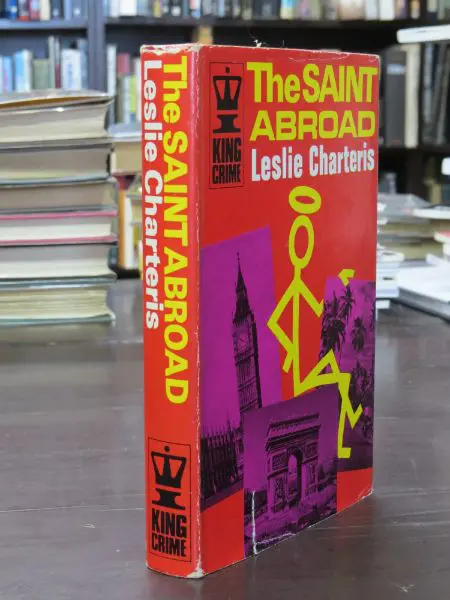 The SAINT ABROAD
Leslie Charteris
KING
CRIME
KING
CRIME
The SAINT
ABROAD
Leslie Charteris